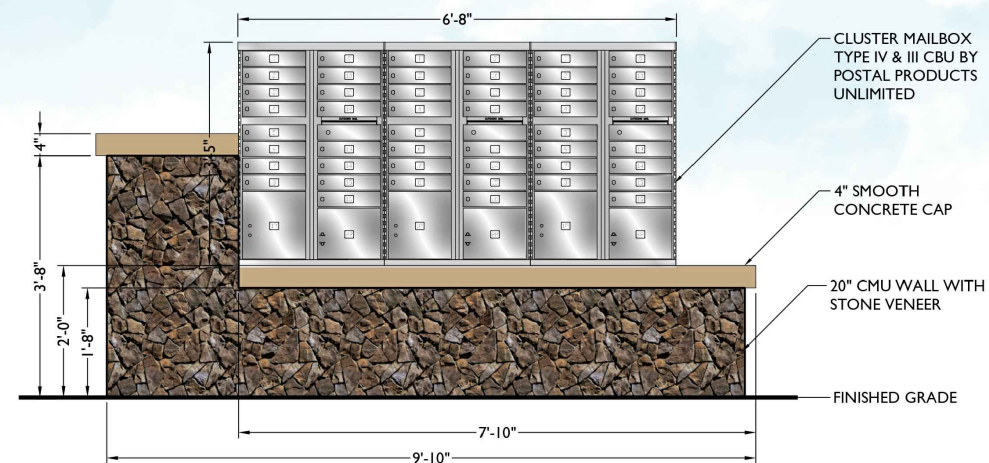 6'-8"
CLUSTER MAILBOX
TYPE IV & III CBU BY
POSTAL PRODUCTS
UNLIMITED
4"
3'-5"
4" SMOOTH
CONCRETE CAP
3'-8"
2'-0"
1'-8"
20" CMU WALL WITH
STONE VENEER
FINISHED GRADE
7'-10"
9'-10"